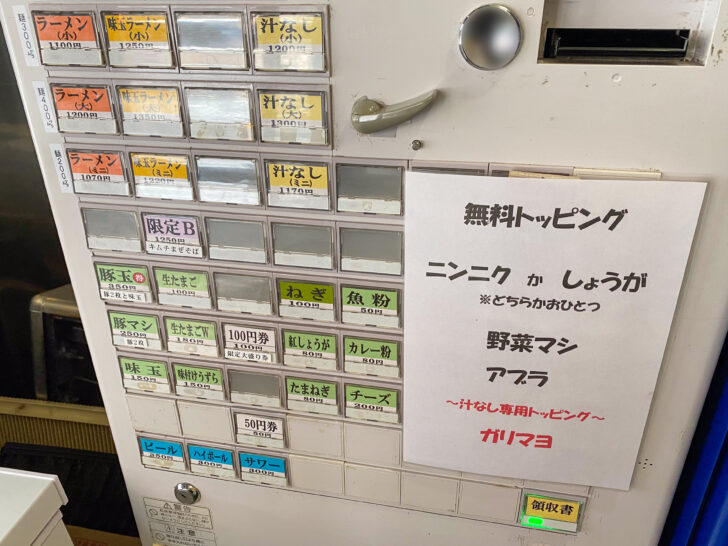 麺300g
ラーメン
(小)
1100円
味玉ラーメン
(小)
1250円
汁なし
(小)
1200円
麺400g
ラーメン
(大)
1200円
味玉ラーメン
(大)
1350円
汁なし
(大)
1300円
麺200g
ラーメン
(ミニ)
1070円
味玉ラーメン
(ミニ)
1220円
汁なし
(ミニ)
1170円
限定B
1250円
キムチまぜそば
豚玉
350円
豚2枚と味玉
生たまご
100円
ねぎ
100円
魚粉
50円
豚マシ
250円
豚2枚
生たまごW
150円
100円券
100円
限定大盛り券
紅しょうが
80円
カレー粉
80円
味玉
150円
味付けうずら
150円
たまねぎ
80円
チーズ
200円
50円券
50円
ビール
ハイボール
サワー
領収書
無料トッピング
ニンニク か しょうが
※どちらかおひとつ
野菜マシ
アブラ
~汁なし専用トッピング~
ガリマヨ
警告
注意